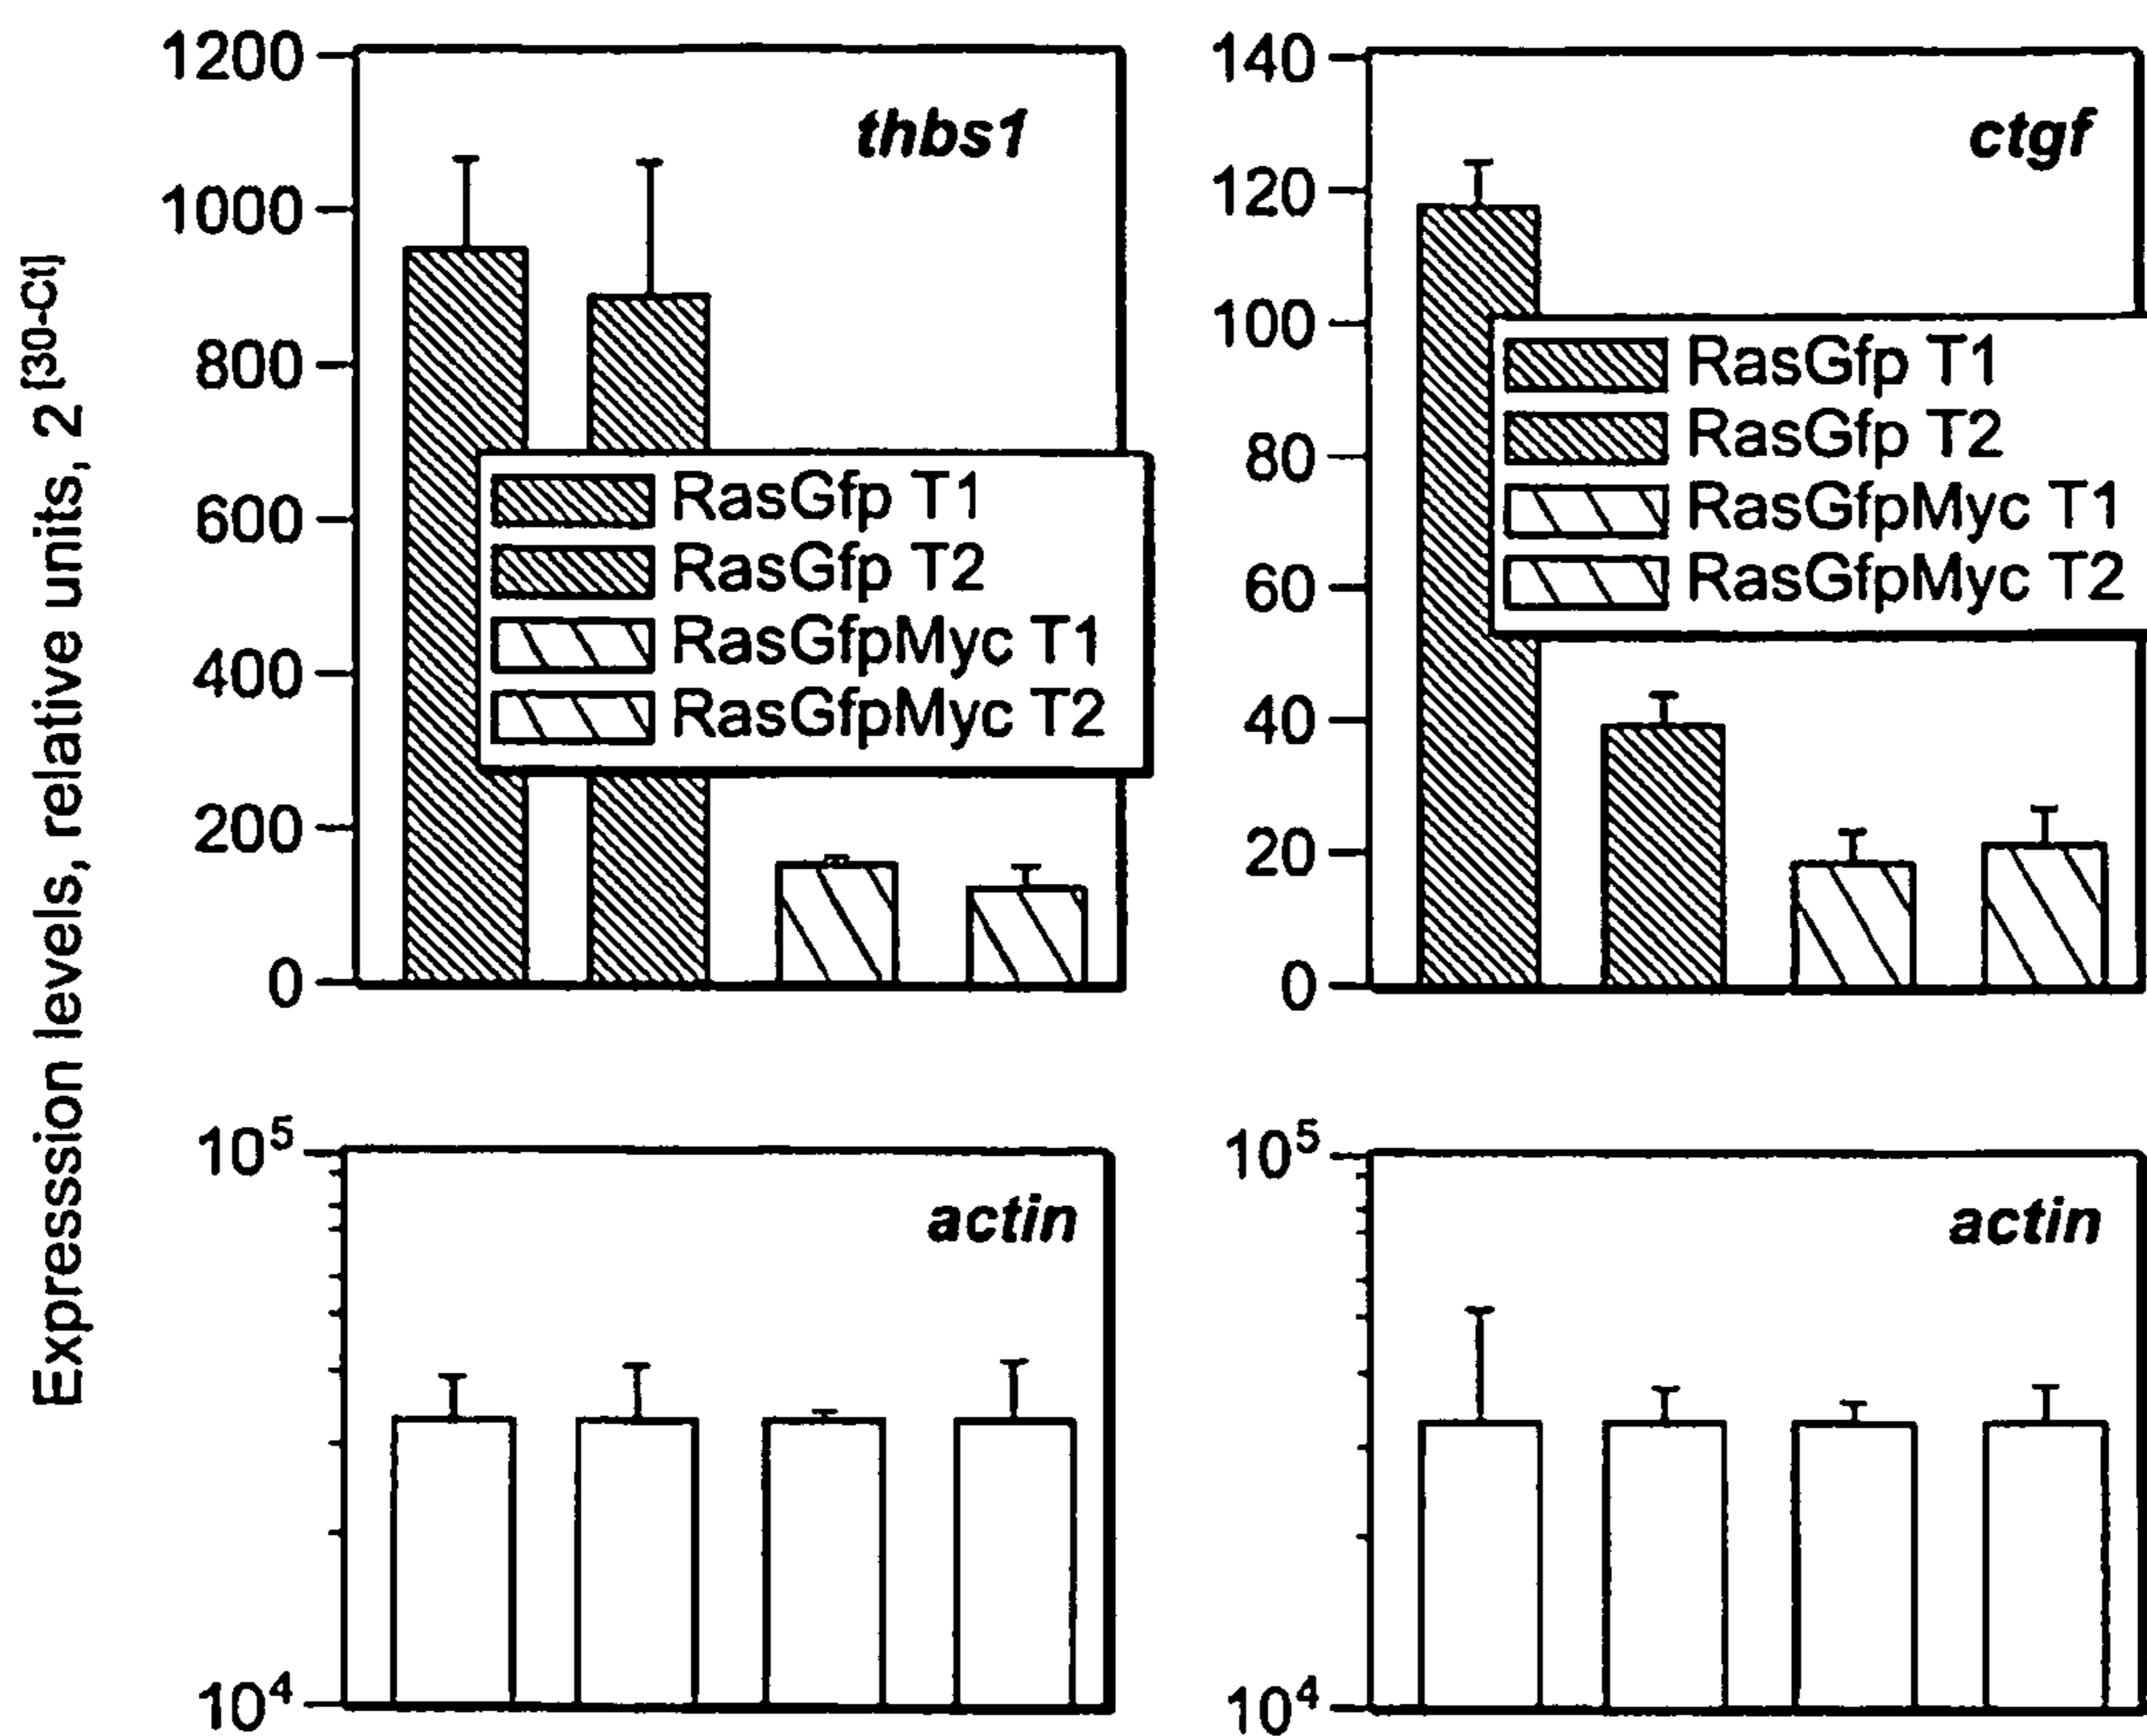 Expression levels, relative units, 2^[30-Ct]
1200
1000
800
600
400
200
0
thbs1
RasGfp T1
RasGfp T2
RasGfpMyc T1
RasGfpMyc T2
140
120
100
80
60
40
20
0
ctgf
RasGfp T1
RasGfp T2
RasGfpMyc T1
RasGfpMyc T2
10^5
10^4
actin
10^5
10^4
actin